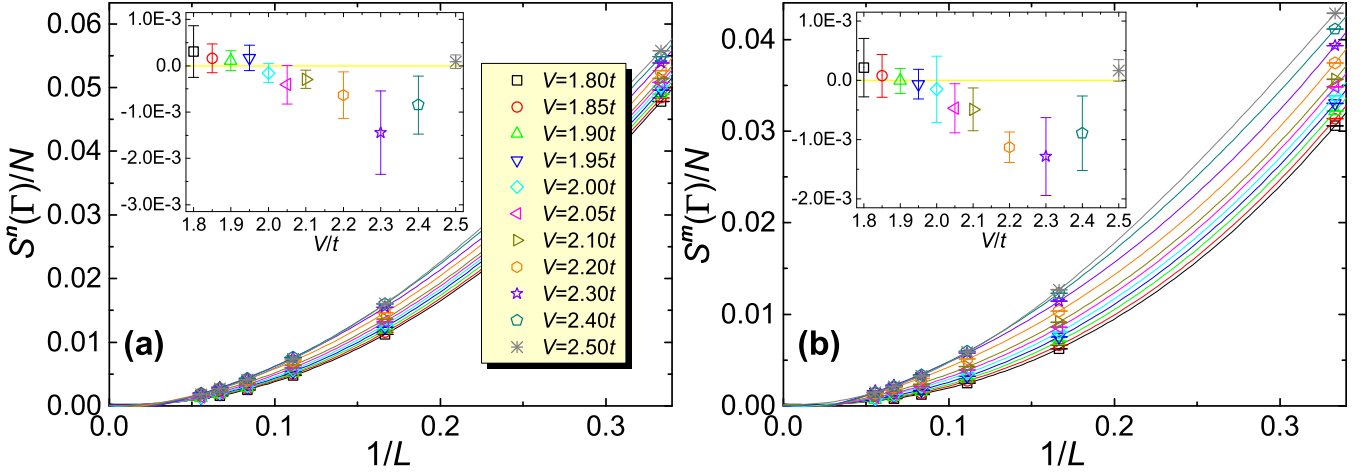 0.06
0.05
0.04
0.03
0.02
0.01
0.00
Sⁿ(Γ)/N
1.0E-3
0.0
-1.0E-3
-2.0E-3
-3.0E-3
1.8 1.9 2.0 2.1 2.2 2.3 2.4 2.5
V/t
V=1.80t
V=1.85t
V=1.90t
V=1.95t
V=2.00t
V=2.05t
V=2.10t
V=2.20t
V=2.30t
V=2.40t
V=2.50t
(a)
0.0 0.1 0.2 0.3
1/L
0.04
0.03
0.02
0.01
0.00
Sᵐ(Γ)/N
1.0E-3
0.0
-1.0E-3
-2.0E-3
1.8 1.9 2.0 2.1 2.2 2.3 2.4 2.5
V/t
(b)
0.0 0.1 0.2 0.3
1/L